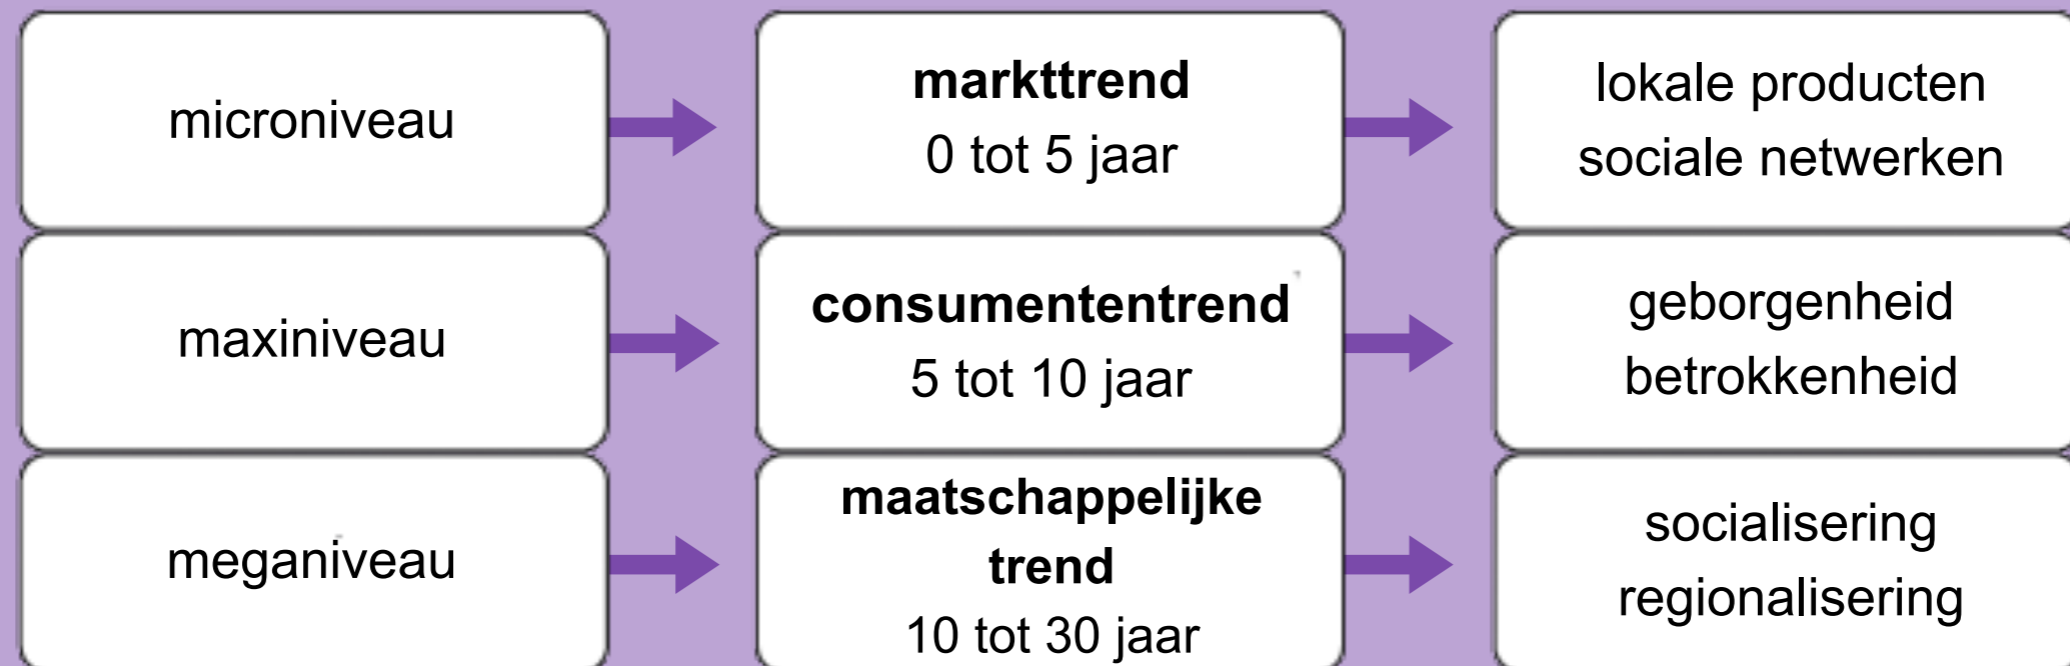 microniveau
markttrend
0 tot 5 jaar
lokale producten
sociale netwerken
maxiniveau
consumententrend
5 tot 10 jaar
geborgenheid
betrokkenheid
meganiveau
maatschappelijke
trend
10 tot 30 jaar
socialisering
regionalisering